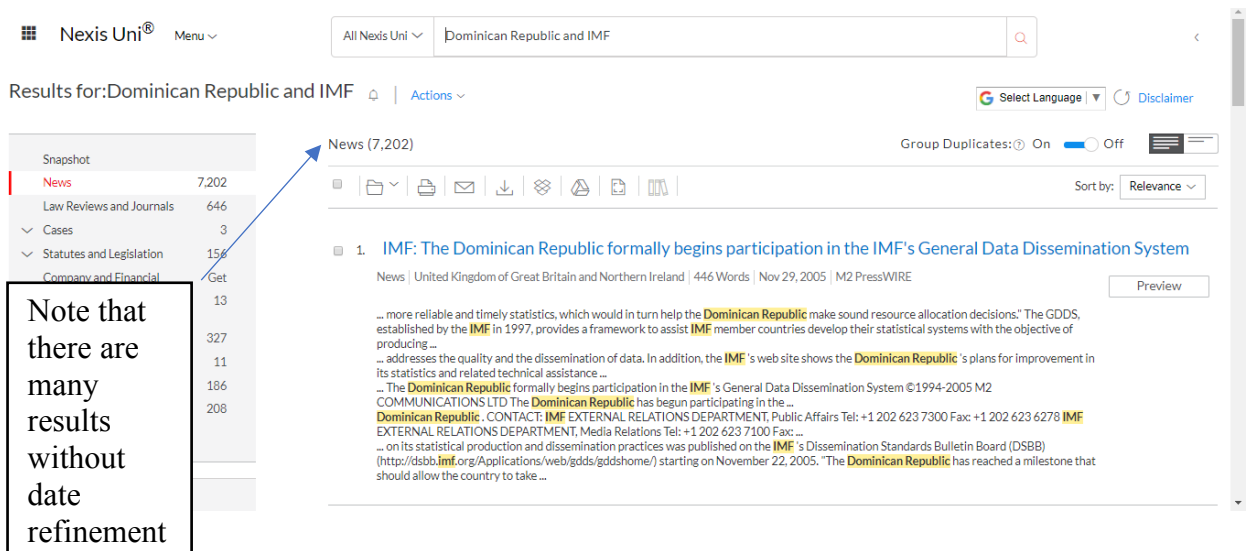 Nexis Uni® Menu
All Nexis Uni Dominican Republic and IMF
Results for:Dominican Republic and IMF | Actions
G Select Language ▼ Disclaimer
Snapshot
News 7,202
Law Reviews and Journals 646
Cases 3
Statutes and Legislation 156
Company and Financial Get
13
327
11
186
208
Note that
there are
many
results
without
date
refinement
News (7,202)
Group Duplicates: On Off
Sort by: Relevance
1. IMF: The Dominican Republic formally begins participation in the IMF's General Data Dissemination System
News | United Kingdom of Great Britain and Northern Ireland | 446 Words | Nov 29, 2005 | M2 PressWIRE
Preview
... more reliable and timely statistics, which would in turn help the Dominican Republic make sound resource allocation decisions." The GDDS,
established by the IMF in 1997, provides a framework to assist IMF member countries develop their statistical systems with the objective of
producing ...
... addresses the quality and the dissemination of data. In addition, the IMF 's web site shows the Dominican Republic 's plans for improvement in
its statistics and related technical assistance ...
... The Dominican Republic formally begins participation in the IMF 's General Data Dissemination System ©1994-2005 M2
COMMUNICATIONS LTD The Dominican Republic has begun participating in the ...
Dominican Republic . CONTACT: IMF EXTERNAL RELATIONS DEPARTMENT, Public Affairs Tel: +1 202 623 7300 Fax: +1 202 623 6278 IMF
EXTERNAL RELATIONS DEPARTMENT, Media Relations Tel: +1 202 623 7100 Fax: ...
... on its statistical production and dissemination practices was published on the IMF 's Dissemination Standards Bulletin Board (DSBB)
(http://dsbb.imf.org/Applications/web/gdds/gddshome/) starting on November 22, 2005. "The Dominican Republic has reached a milestone that
should allow the country to take ...